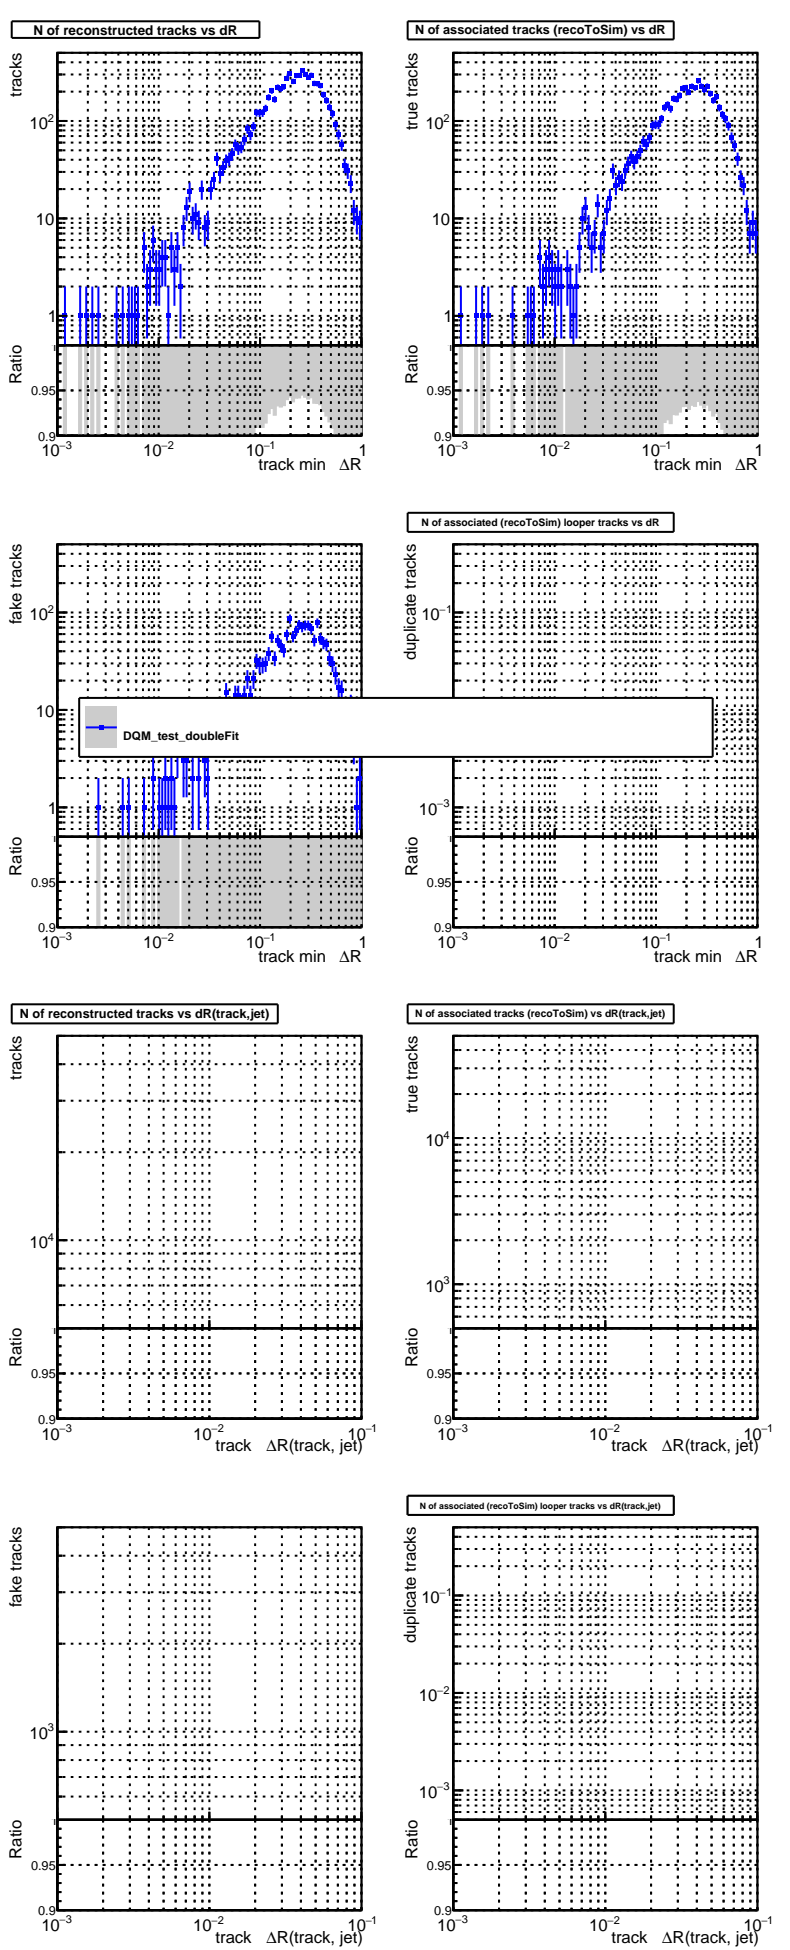 N of reconstructed tracks vs dR
tracks
10²
10
1
Ratio
0.95
0.9
10⁻³ 10⁻² 10⁻¹ 1
track min ΔR
N of associated tracks (recoToSim) vs dR
true tracks
10²
10
1
Ratio
0.95
0.9
10⁻³ 10⁻² 10⁻¹ 1
track min ΔR
fake tracks
10²
10
1
Ratio
0.95
0.9
10⁻³ 10⁻² 10⁻¹ 1
track min ΔR
N of associated (recoToSim) looper tracks vs dR
duplicate tracks
10⁻¹
10⁻³
Ratio
0.95
0.9
10⁻³ 10⁻² 10⁻¹ 1
track min ΔR
DQM_test_doubleFit
N of reconstructed tracks vs dR(track,jet)
tracks
10⁴
Ratio
0.95
0.9
10⁻³ 10⁻² 10⁻¹
track ΔR(track, jet)
N of associated tracks (recoToSim) vs dR(track,jet)
true tracks
10⁴
10³
Ratio
0.95
0.9
10⁻³ 10⁻² 10⁻¹
track ΔR(track, jet)
fake tracks
10³
Ratio
0.95
0.9
10⁻³ 10⁻² 10⁻¹
track ΔR(track, jet)
N of associated (recoToSim) looper tracks vs dR(track,jet)
duplicate tracks
10⁻¹
10⁻²
10⁻³
Ratio
0.95
0.9
10⁻³ 10⁻² 10⁻¹
track ΔR(track, jet)